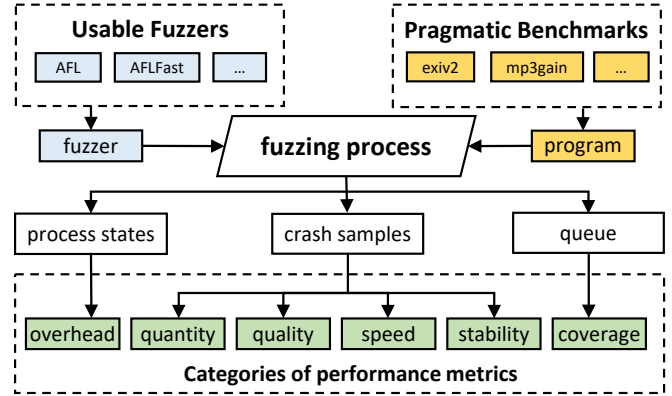 Usable Fuzzers
Pragmatic Benchmarks
AFL
AFLFast
...
exiv2
mp3gain
...
fuzzer
fuzzing process
program
process states
crash samples
queue
overhead
quantity
quality
speed
stability
coverage
Categories of performance metrics